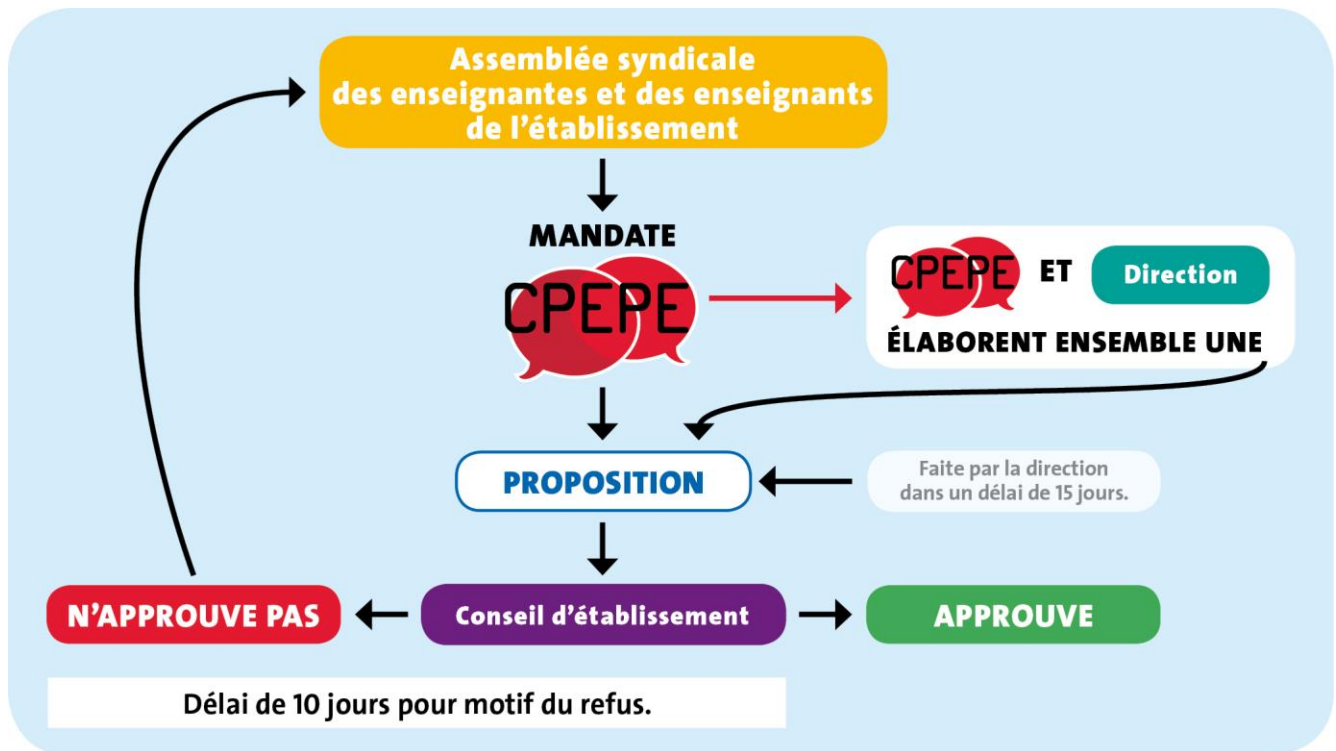 Assemblée syndicale
des enseignantes et des enseignants
de l'établissement
MANDATE
CPEPE
CPEPE ET Direction
ÉLABORENT ENSEMBLE UNE
PROPOSITION
Faite par la direction
dans un délai de 15 jours.
N'APPROUVE PAS
Conseil d'établissement
APPROUVE
Délai de 10 jours pour motif du refus.